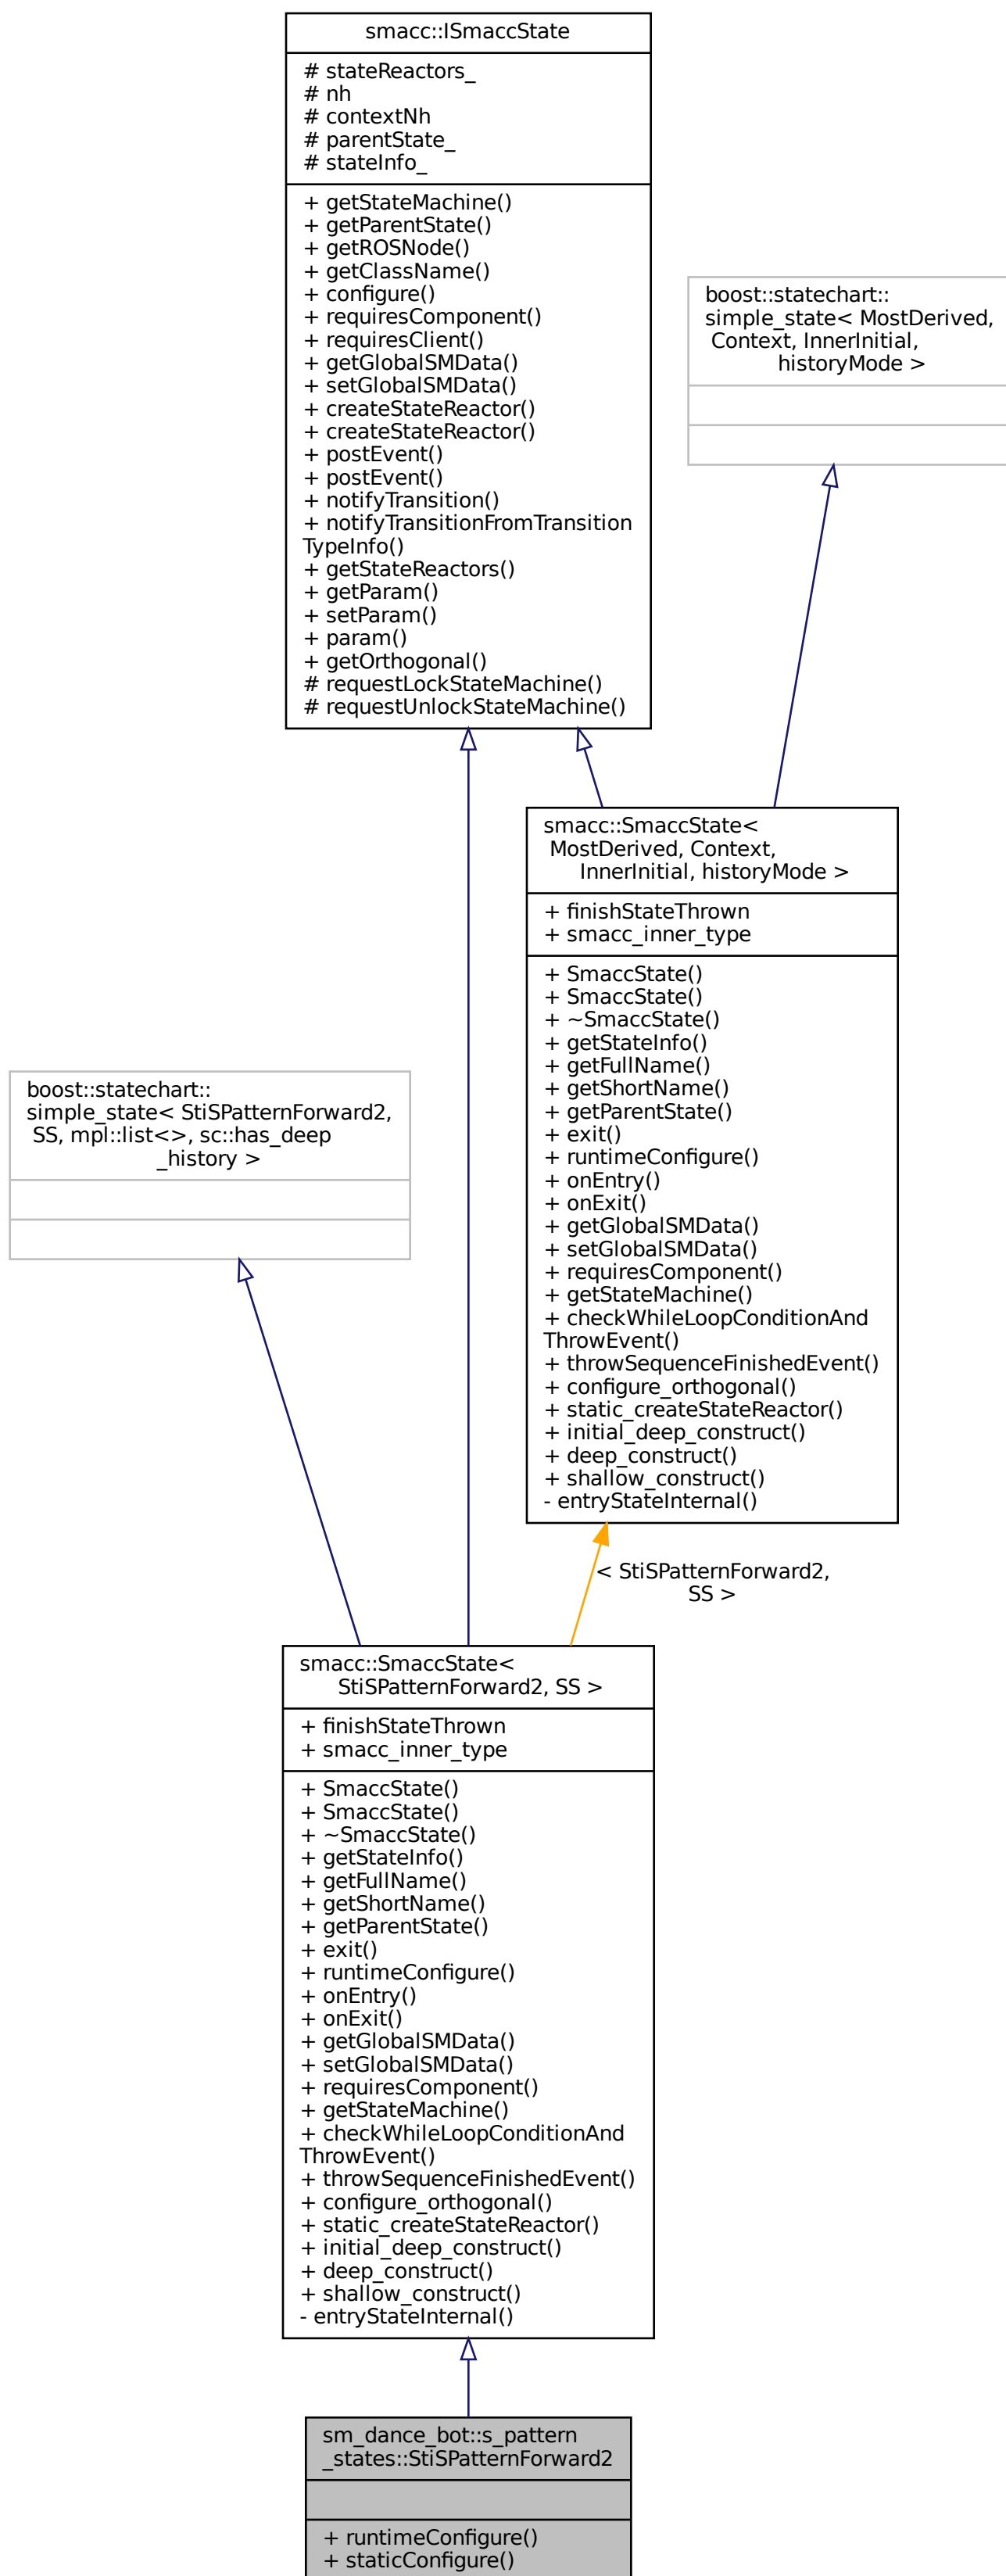 smacc::ISmaccState
# stateReactors_
# nh
# contextNh
# parentState_
# stateInfo_
+ getStateMachine()
+ getParentState()
+ getROSNode()
+ getClassName()
+ configure()
+ requiresComponent()
+ requiresClient()
+ getGlobalSMData()
+ setGlobalSMData()
+ createStateReactor()
+ createStateReactor()
+ postEvent()
+ postEvent()
+ notifyTransition()
+ notifyTransitionFromTransition
TypeInfo()
+ getStateReactors()
+ getParam()
+ setParam()
+ param()
+ getOrthogonal()
# requestLockStateMachine()
# requestUnlockStateMachine()
boost::statechart::
simple_state< MostDerived,
Context, InnerInitial,
historyMode >
smacc::SmaccState<
MostDerived, Context,
InnerInitial, historyMode >
+ finishStateThrown
+ smacc_inner_type
+ SmaccState()
+ SmaccState()
+ ~SmaccState()
+ getStateInfo()
+ getFullName()
+ getShortName()
+ getParentState()
+ exit()
+ runtimeConfigure()
+ onEntry()
+ onExit()
+ getGlobalSMData()
+ setGlobalSMData()
+ requiresComponent()
+ getStateMachine()
+ checkWhileLoopConditionAnd
ThrowEvent()
+ throwSequenceFinishedEvent()
+ configure_orthogonal()
+ static_createStateReactor()
+ initial_deep_construct()
+ deep_construct()
+ shallow_construct()
- entryStateInternal()
boost::statechart::
simple_state< StiSPatternForward2,
SS, mpl::list<>, sc::has_deep
_history >
< StiSPatternForward2,
SS >
smacc::SmaccState<
StiSPatternForward2, SS >
+ finishStateThrown
+ smacc_inner_type
+ SmaccState()
+ SmaccState()
+ ~SmaccState()
+ getStateInfo()
+ getFullName()
+ getShortName()
+ getParentState()
+ exit()
+ runtimeConfigure()
+ onEntry()
+ onExit()
+ getGlobalSMData()
+ setGlobalSMData()
+ requiresComponent()
+ getStateMachine()
+ checkWhileLoopConditionAnd
ThrowEvent()
+ throwSequenceFinishedEvent()
+ configure_orthogonal()
+ static_createStateReactor()
+ initial_deep_construct()
+ deep_construct()
+ shallow_construct()
- entryStateInternal()
sm_dance_bot::s_pattern
_states::StiSPatternForward2
+ runtimeConfigure()
+ staticConfigure()